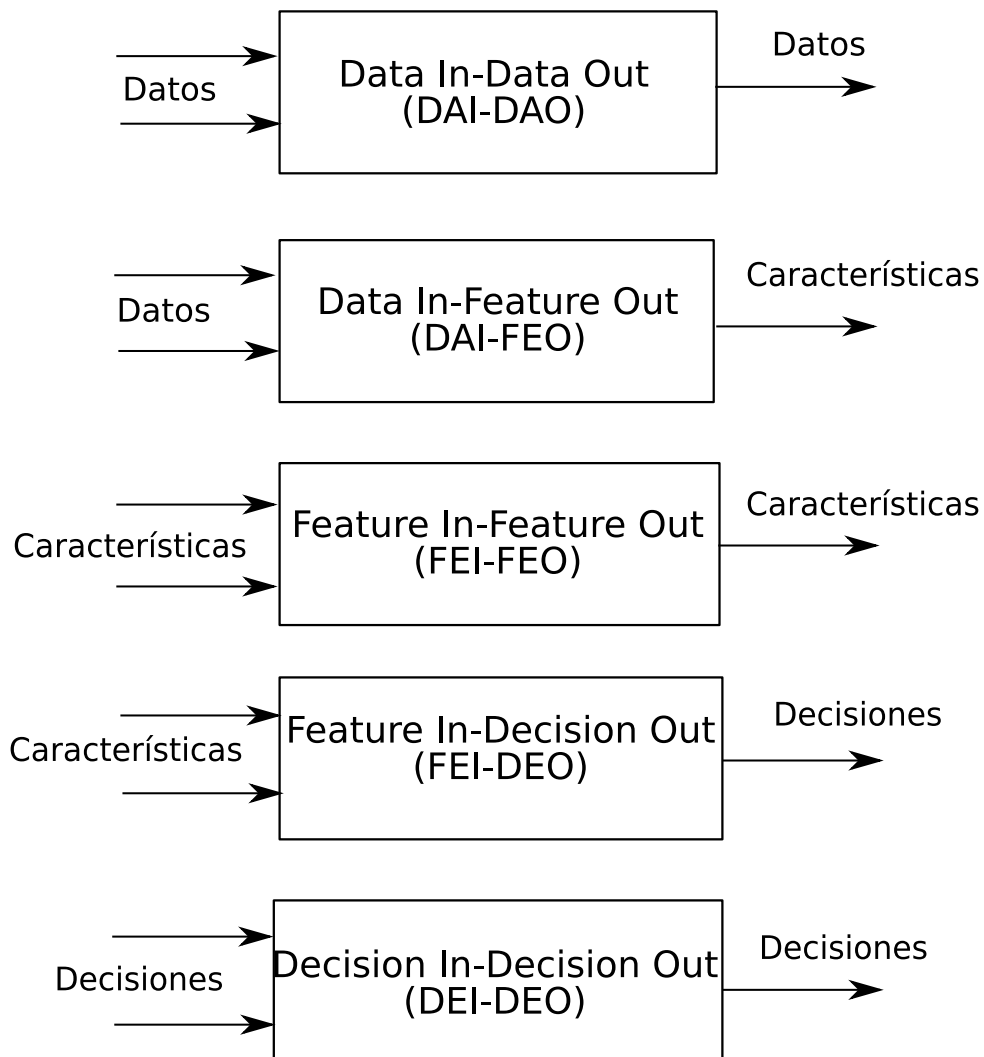 Datos
Data In-Data Out
(DAI-DAO)
Datos
Datos
Data In-Feature Out
(DAI-FEO)
Características
Características
Feature In-Feature Out
(FEI-FEO)
Características
Características
Feature In-Decision Out
(FEI-DEO)
Decisiones
Decisiones
Decision In-Decision Out
(DEI-DEO)
Decisiones